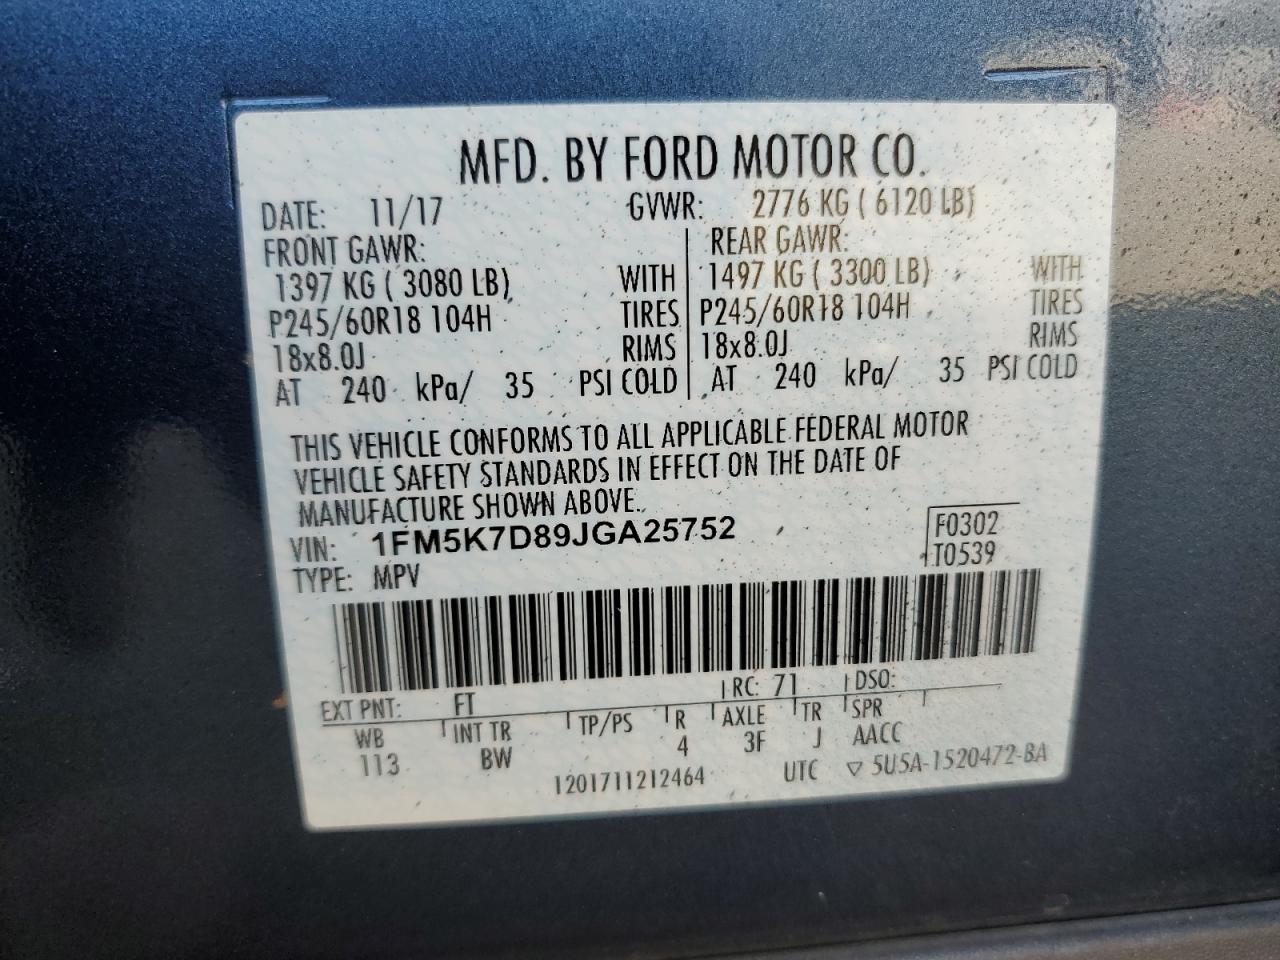 MFD. BY FORD MOTOR CO.
DATE: 11/17 GVWR: 2776 KG ( 6120 LB)
FRONT GAWR: REAR GAWR:
1397 KG ( 3080 LB) WITH 1497 KG ( 3300 LB) WITH
P245/60R18 104H TIRES P245/60R18 104H TIRES
18x8.0J RIMS 18x8.0J RIMS
AT 240 kPa/ 35 PSI COLD AT 240 kPa/ 35 PSI COLD
THIS VEHICLE CONFORMS TO ALL APPLICABLE FEDERAL MOTOR
VEHICLE SAFETY STANDARDS IN EFFECT ON THE DATE OF
MANUFACTURE SHOWN ABOVE.
VIN: 1FM5K7D89JGA25752 F0302
TYPE: MPV T0539
EXT PNT: FT RC: 71 DSO:
WB INT TR TP/PS R AXLE TR SPR
113 BW 4 3F J AACC
1201711212464 UTC ▽ 5U5A-1520472-BA